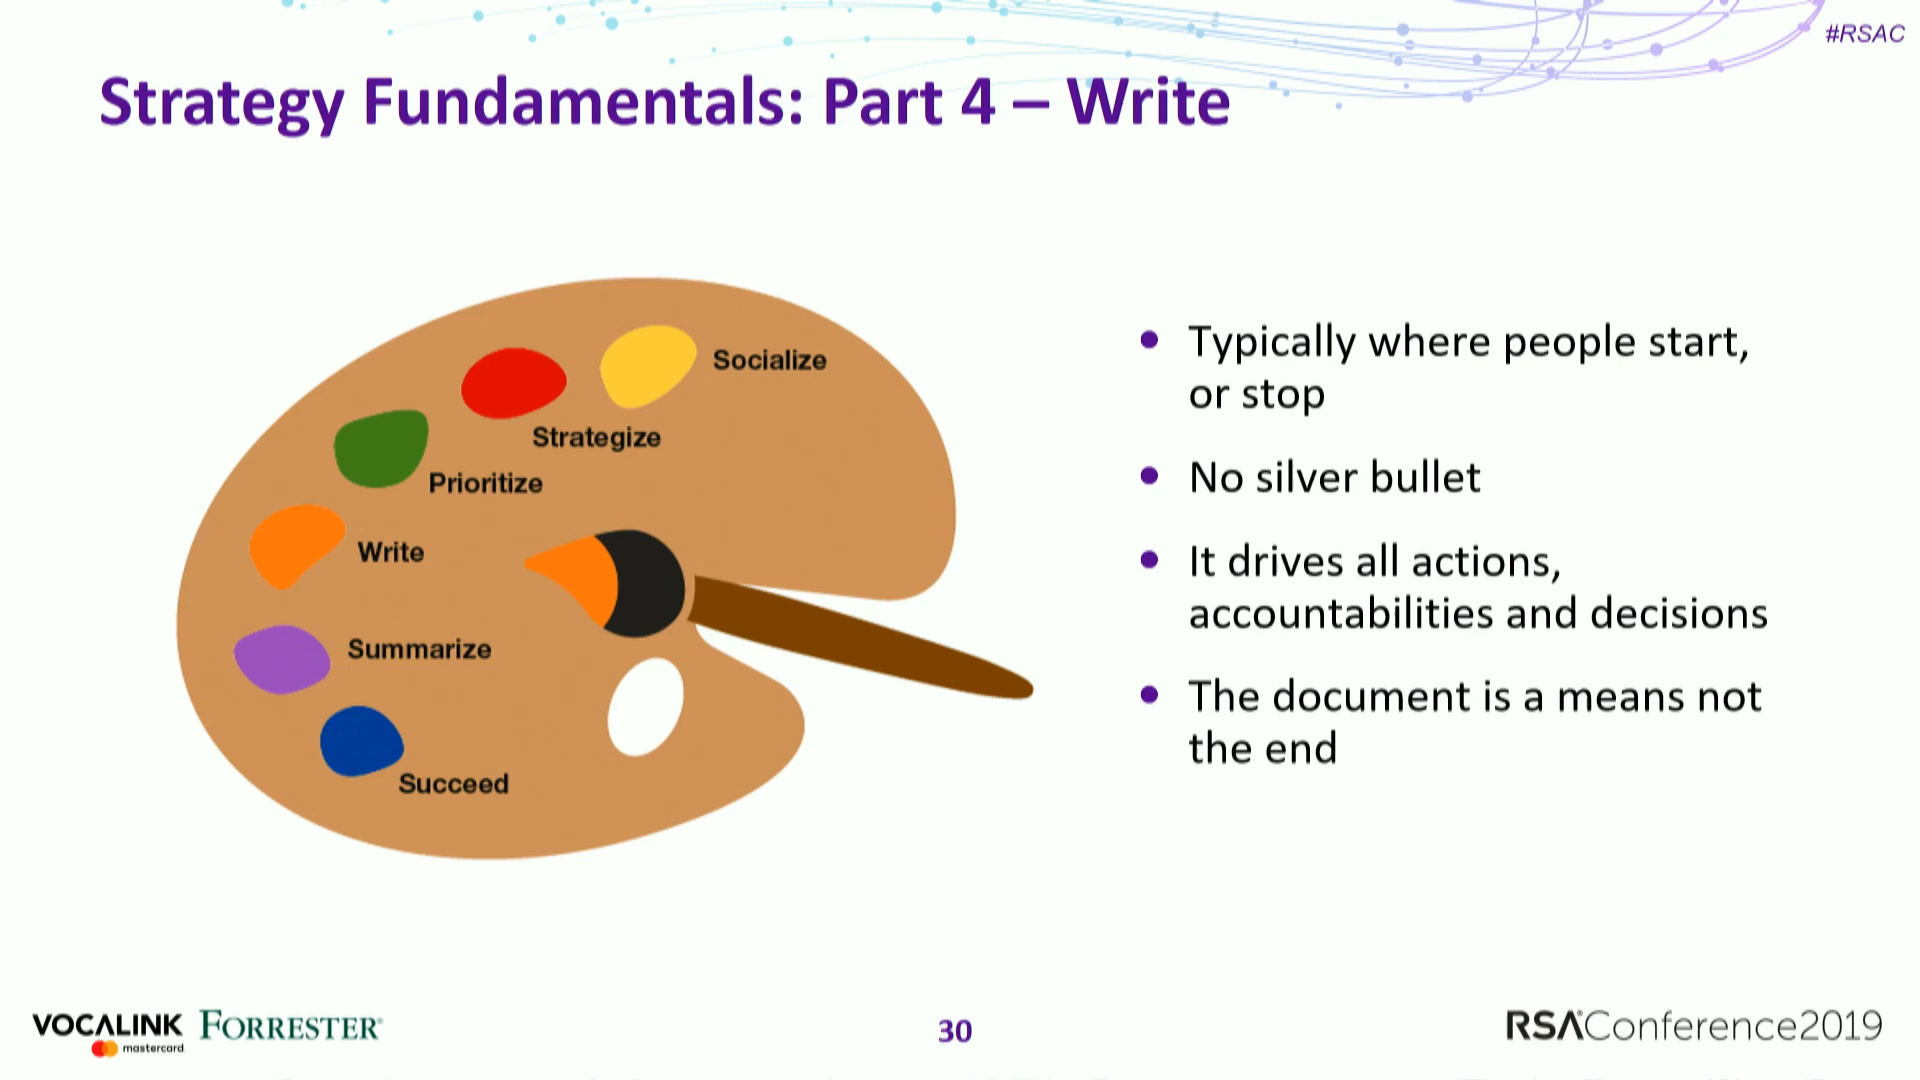 #RSAC
Strategy Fundamentals: Part 4 – Write
Socialize
Strategize
Prioritize
Write
Summarize
Succeed
• Typically where people start,
or stop
• No silver bullet
• It drives all actions,
accountabilities and decisions
• The document is a means not
the end
VOCALINK
mastercard
FORRESTER®
30
RSAConference2019